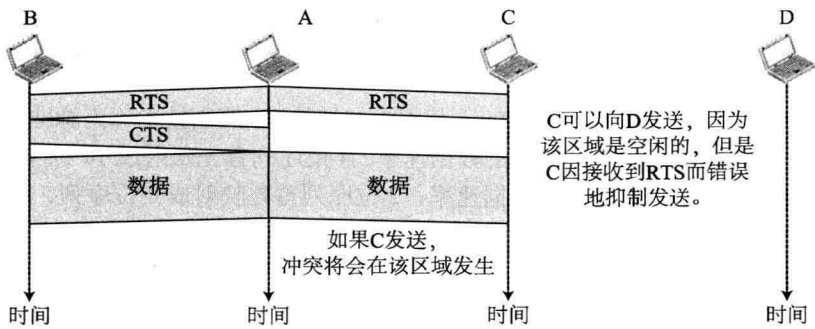 B
A
C
D
RTS
RTS
CTS
数据
数据
C可以向D发送，因为
该区域是空闲的，但是
C因接收到RTS而错误
地抑制发送。
如果C发送，
冲突将会在该区域发生
时间
时间
时间
时间